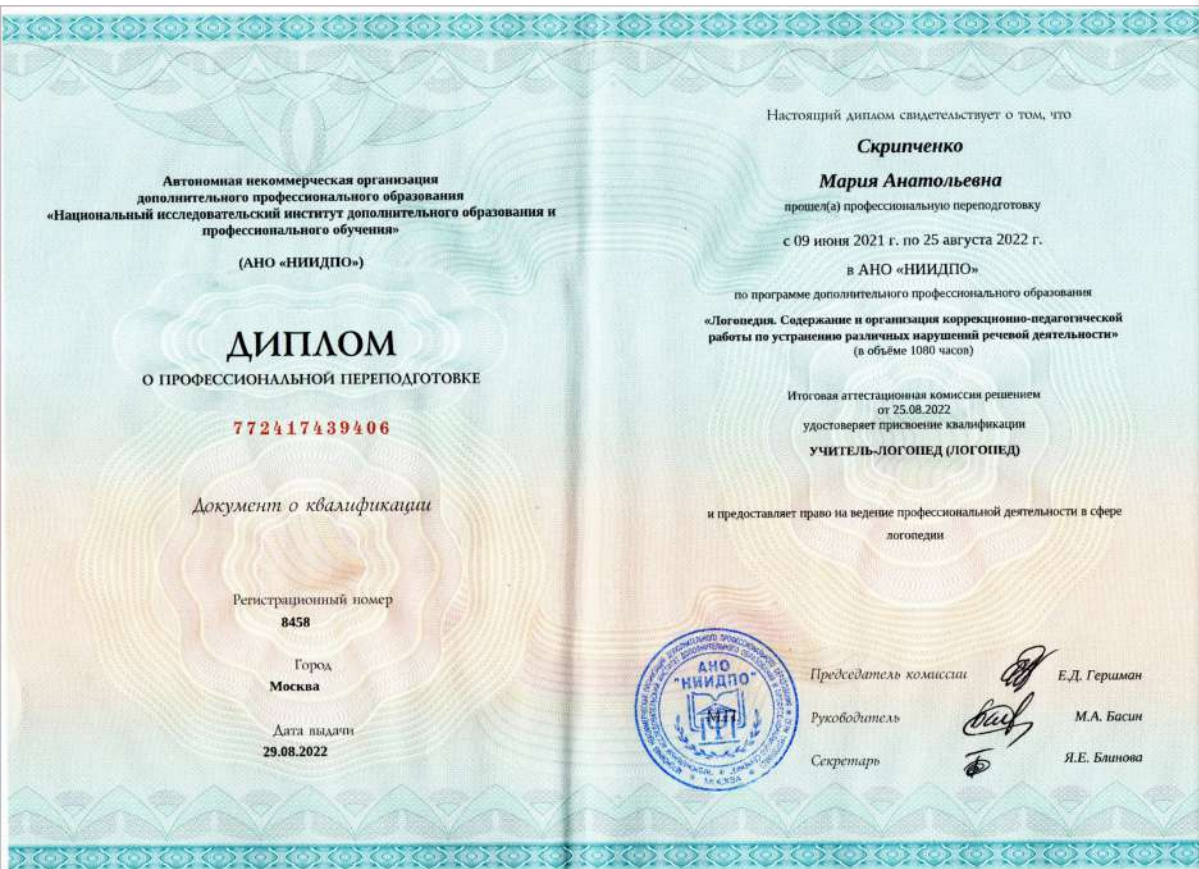 Автономная некоммерческая организация
дополнительного профессионального образования
«Национальный исследовательский институт дополнительного образования и
профессионального обучения»
(АНО «НИИДПО»)
ДИПЛОМ
О ПРОФЕССИОНАЛЬНОЙ ПЕРЕПОДГОТОВКЕ
772417439406
Документ о квалификации
Регистрационный номер
8458
Город
Москва
Дата выдачи
29.08.2022
Настоящий диплом свидетельствует о том, что
Скрипченко
Мария Анатольевна
прошел(а) профессиональную переподготовку
с 09 июня 2021 г. по 25 августа 2022 г.
в АНО «НИИДПО»
по программе дополнительного профессионального образования
«Логопедия. Содержание и организация коррекционно-педагогической
работы по устранению различных нарушений речевой деятельности»
(в объёме 1080 часов)
Итоговая аттестационная комиссия решением
от 25.08.2022
удостоверяет присвоение квалификации
УЧИТЕЛЬ-ЛОГОПЕД (ЛОГОПЕД)
и предоставляет право на ведение профессиональной деятельности в сфере
логопедии
АНО
"НИИДПО"
М.П.
МОСКВА
Председатель комиссии Е.Д. Гершман
Руководитель М.А. Басин
Секретарь Я.Е. Блинова